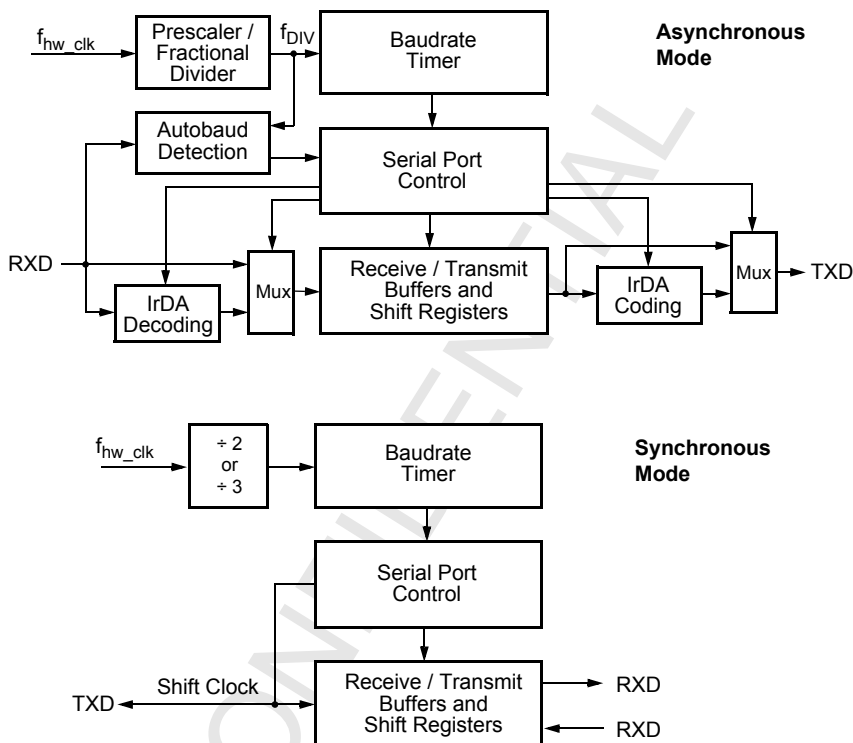 Prescaler /
Fractional
Divider
f_hw_clk
f_DIV
Baudrate
Timer
Asynchronous
Mode
Autobaud
Detection
Serial Port
Control
RXD
IrDA
Decoding
Mux
Receive / Transmit
Buffers and
Shift Registers
IrDA
Coding
Mux
TXD
f_hw_clk
÷ 2
or
÷ 3
Baudrate
Timer
Synchronous
Mode
Serial Port
Control
TXD
Shift Clock
Receive / Transmit
Buffers and
Shift Registers
RXD
RXD
ONFIDENTIAL